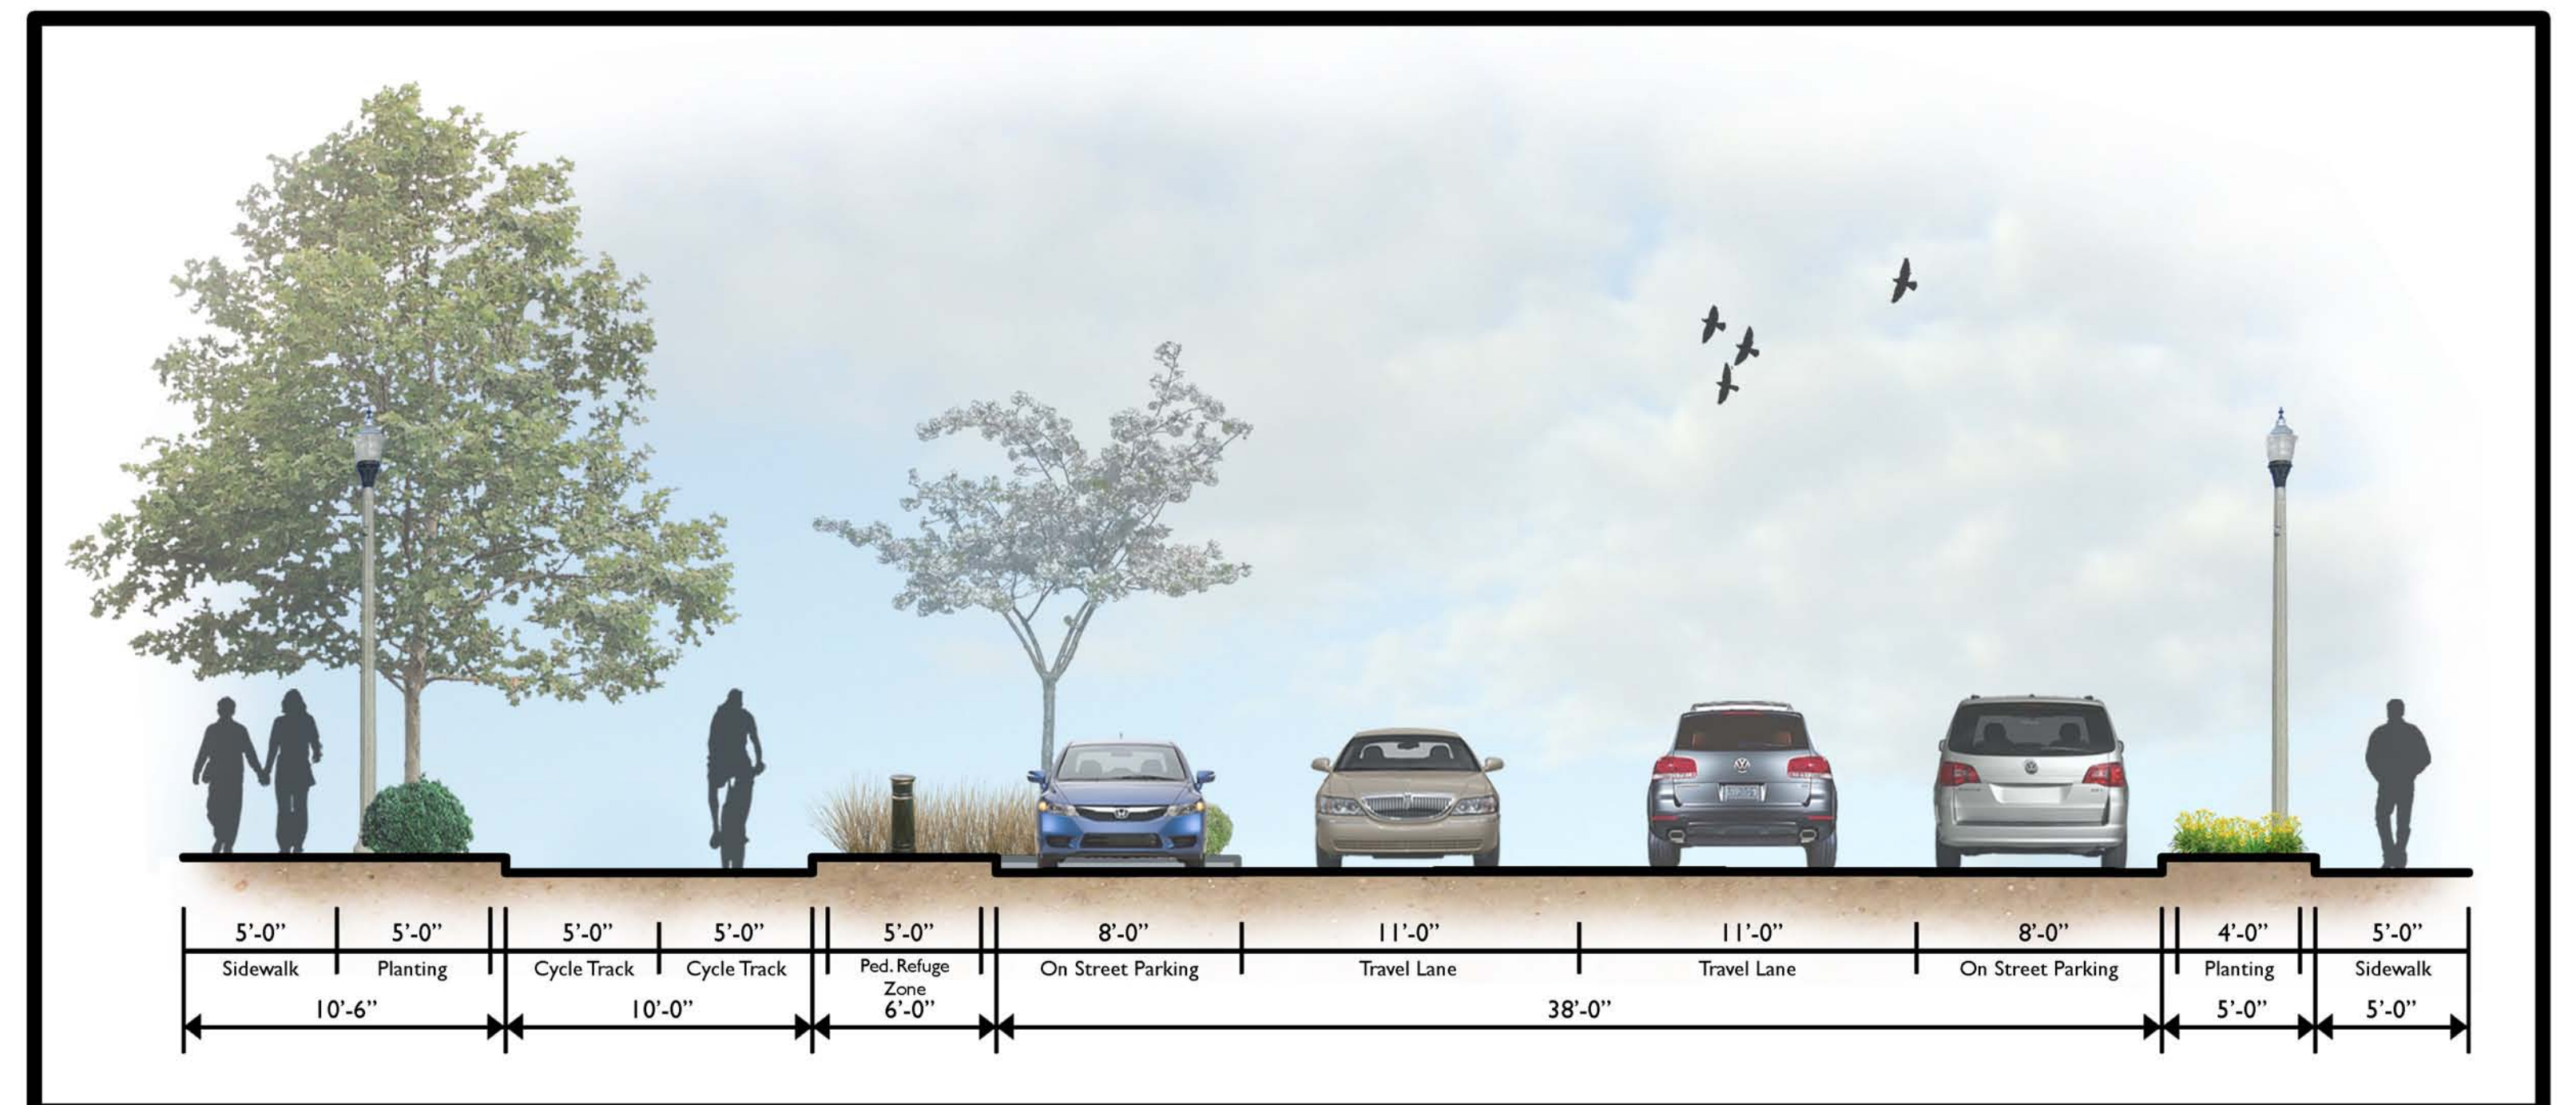 5’-0” 5’-0” 5’-0” 5’-0” 5’-0” 8’-0” 11’-0” 11’-0” 8’-0” 4’-0” 5’-0”
Sidewalk Planting Cycle Track Cycle Track Ped. Refuge On Street Parking Travel Lane Travel Lane On Street Parking Planting Sidewalk
Zone
10’-6” 10’-0” 6’-0” 38’-0” 5’-0” 5’-0”